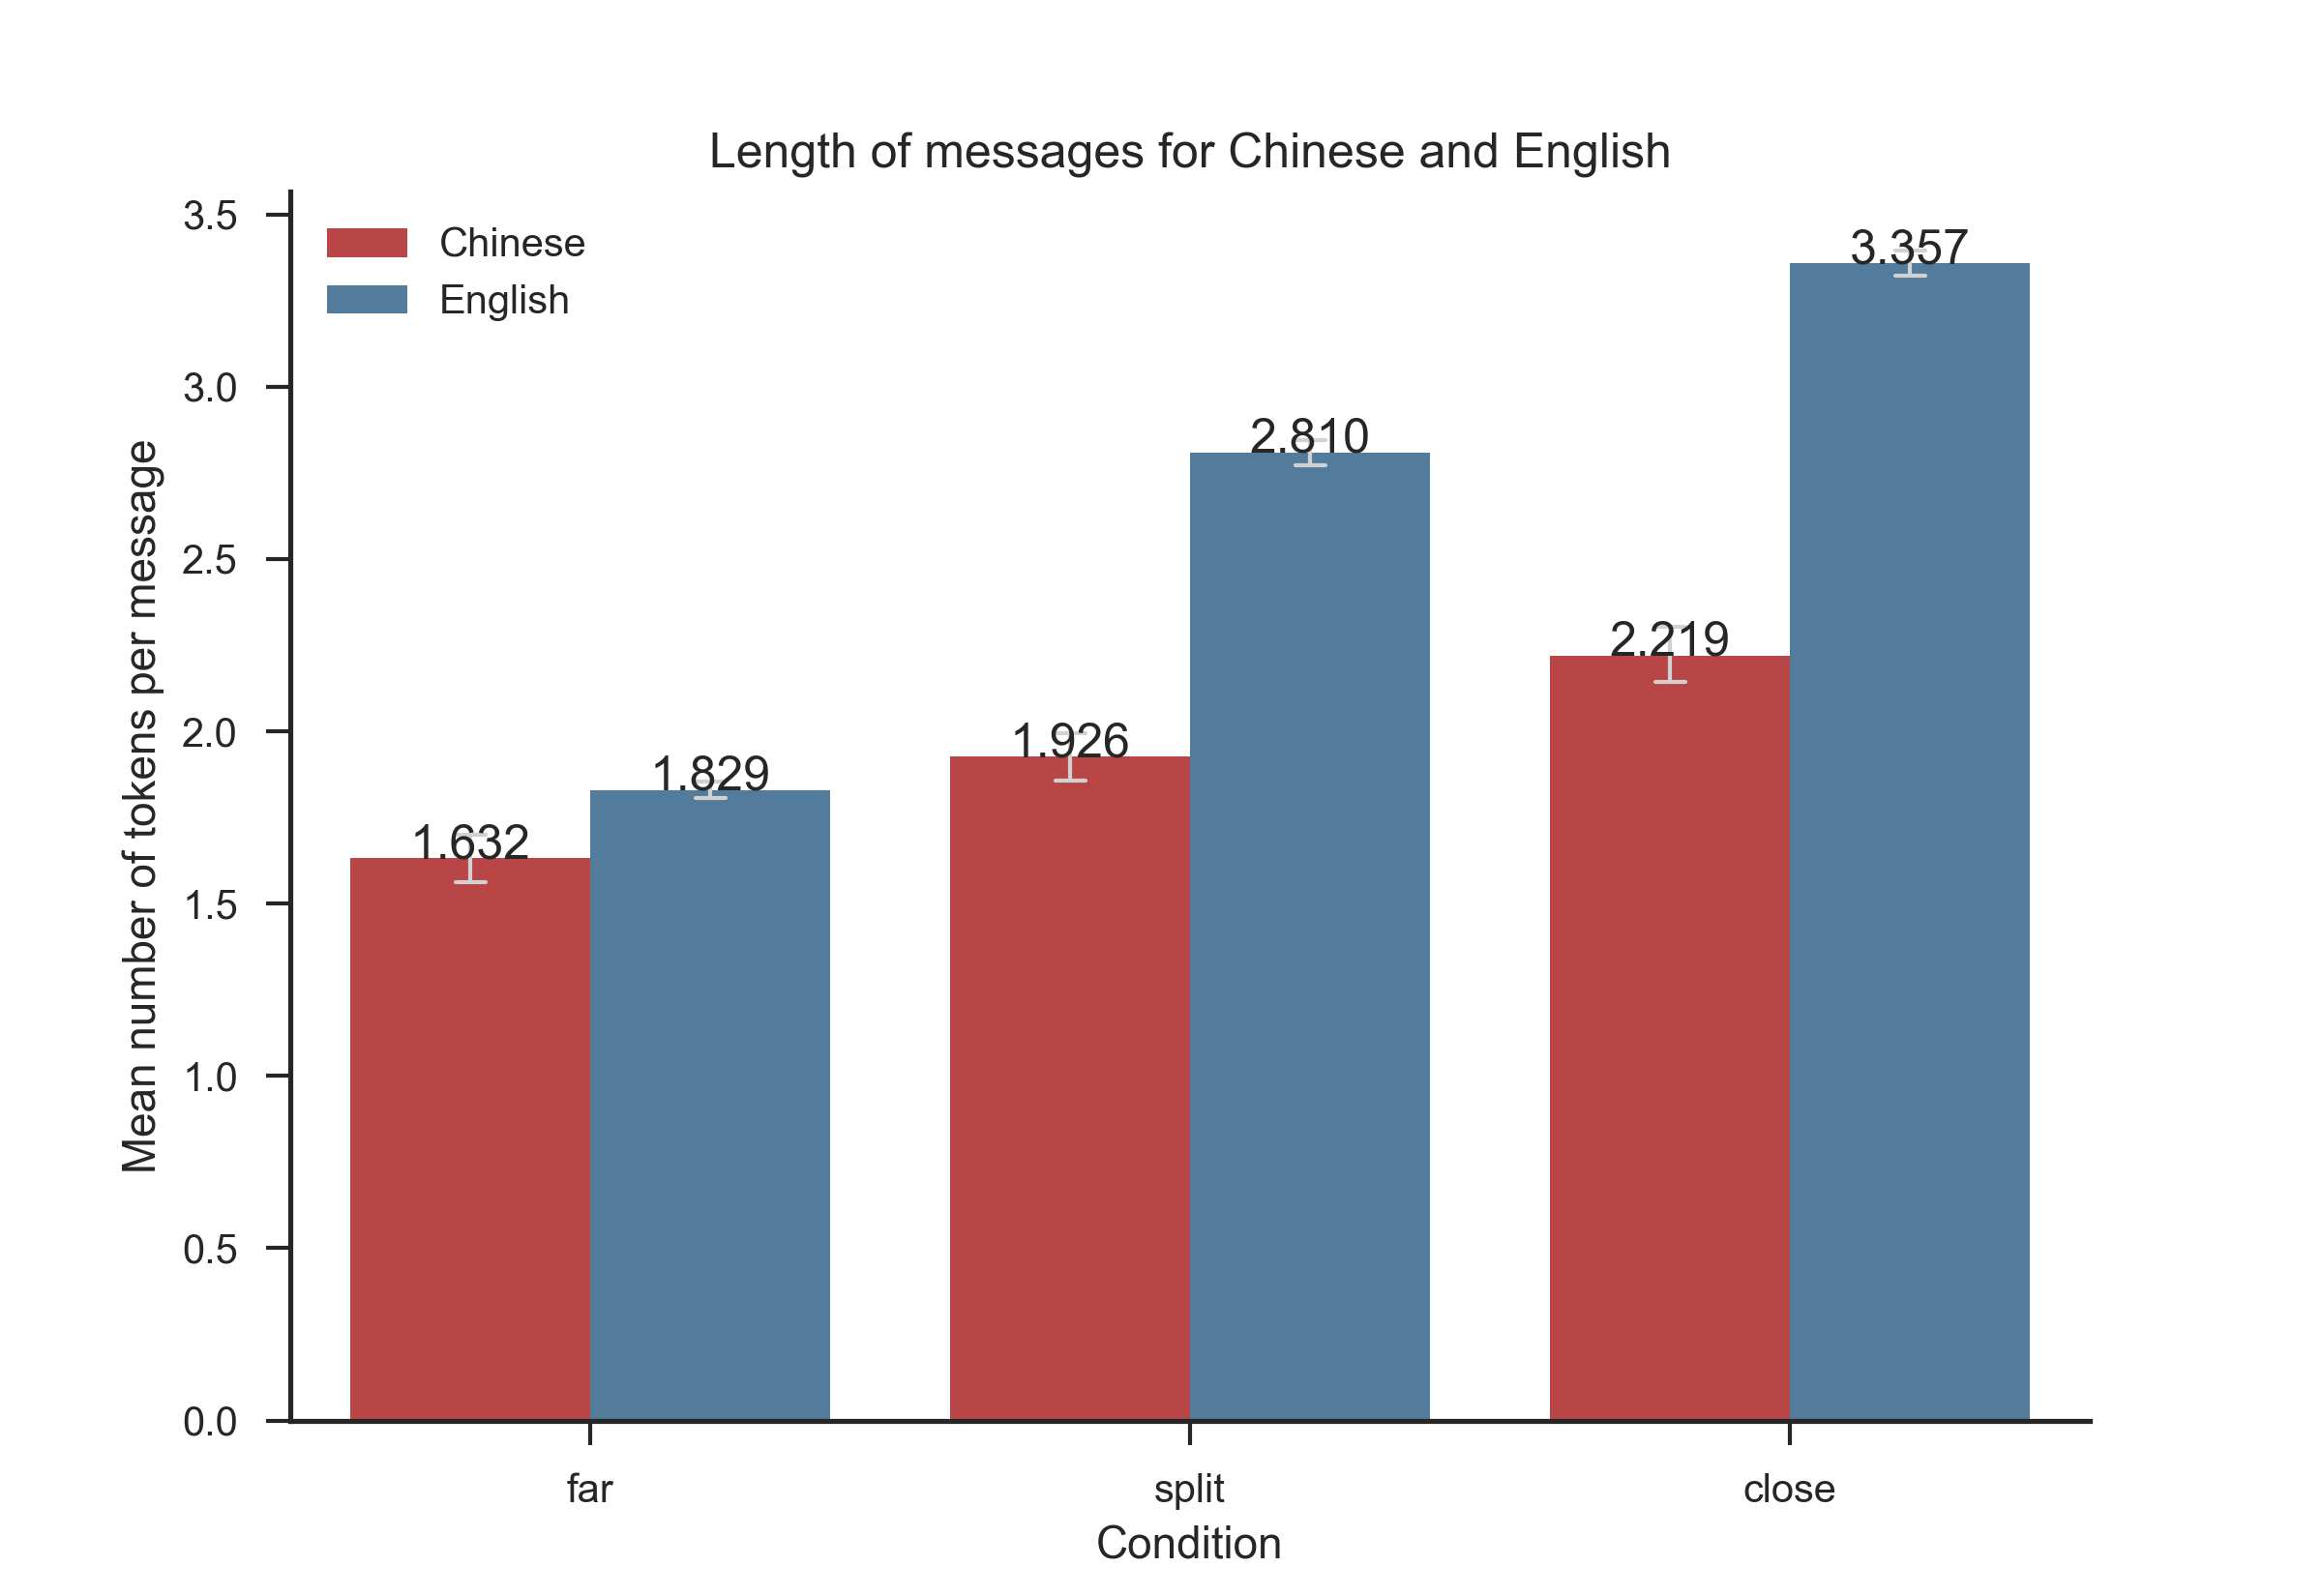 Length of messages for Chinese and English
Chinese
English
3.5
3.0
2.5
2.0
1.5
1.0
0.5
0.0
Mean number of tokens per message
1.632
1.829
1.926
2.810
2.219
3.357
far
split
close
Condition